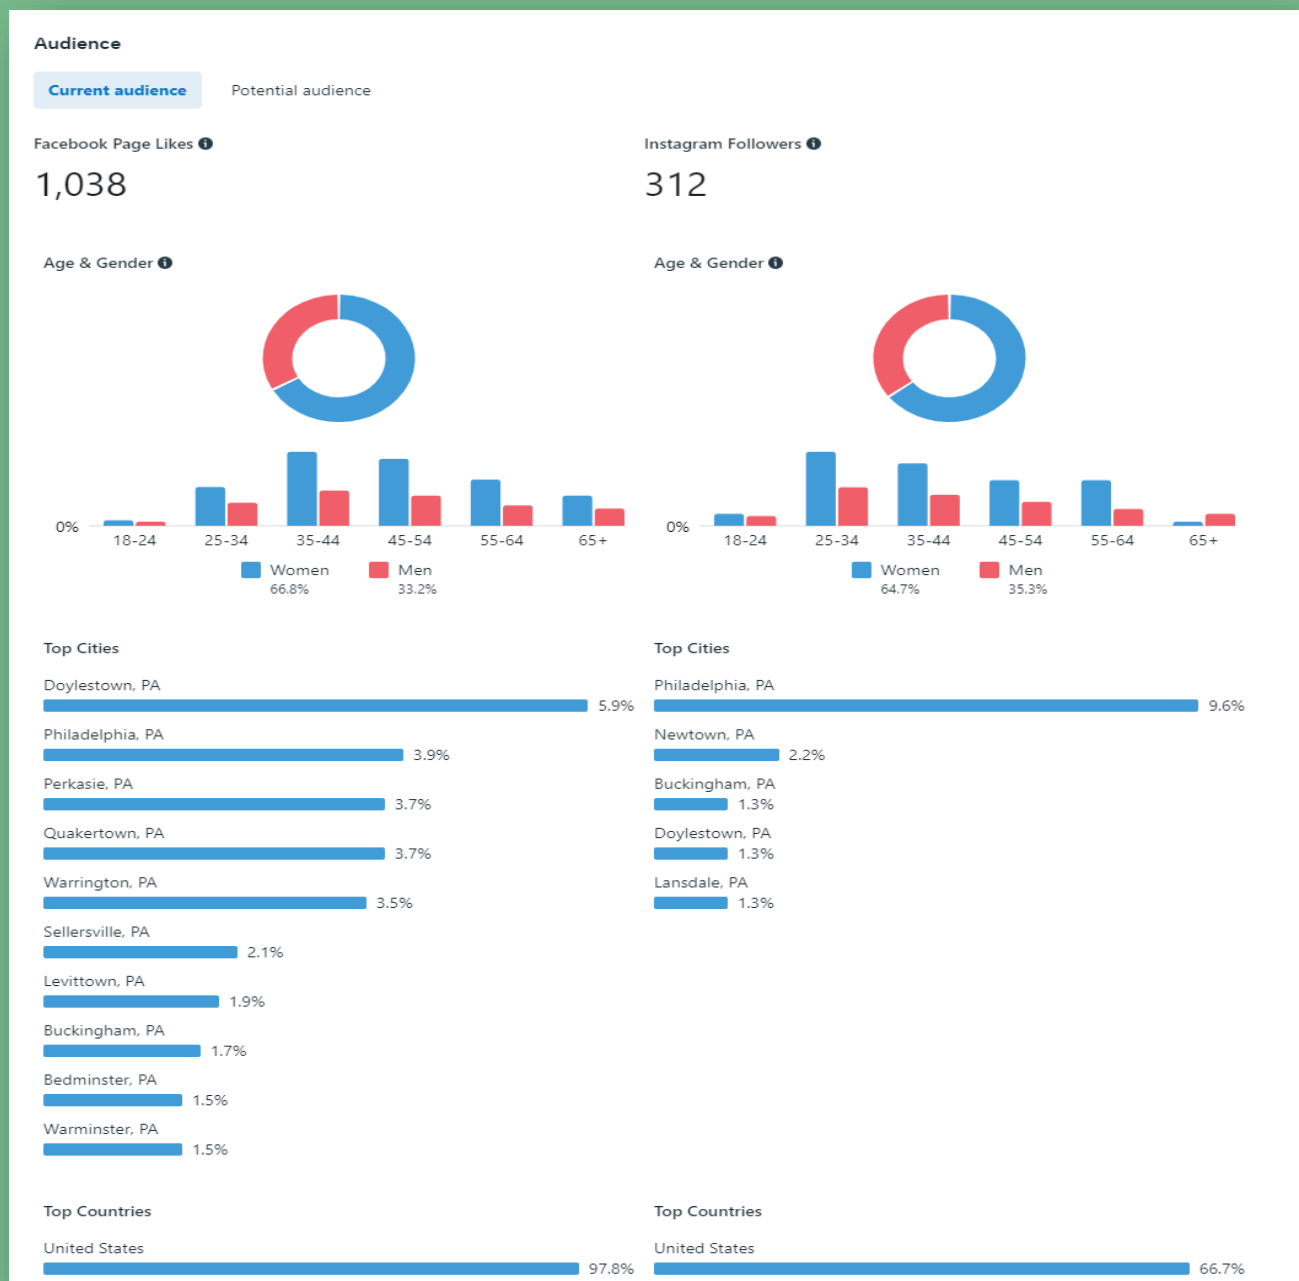 Audience
Current audience Potential audience
Facebook Page Likes
1,038
Age & Gender
0%
18-24 25-34 35-44 45-54 55-64 65+
Women Men
66.8% 33.2%
Top Cities
Doylestown, PA
5.9%
Philadelphia, PA
3.9%
Perkasie, PA
3.7%
Quakertown, PA
3.7%
Warrington, PA
3.5%
Sellersville, PA
2.1%
Levittown, PA
1.9%
Buckingham, PA
1.7%
Bedminster, PA
1.5%
Warminster, PA
1.5%
Top Countries
United States
97.8%
Instagram Followers
312
Age & Gender
0%
18-24 25-34 35-44 45-54 55-64 65+
Women Men
64.7% 35.3%
Top Cities
Philadelphia, PA
9.6%
Newtown, PA
2.2%
Buckingham, PA
1.3%
Doylestown, PA
1.3%
Lansdale, PA
1.3%
Top Countries
United States
66.7%